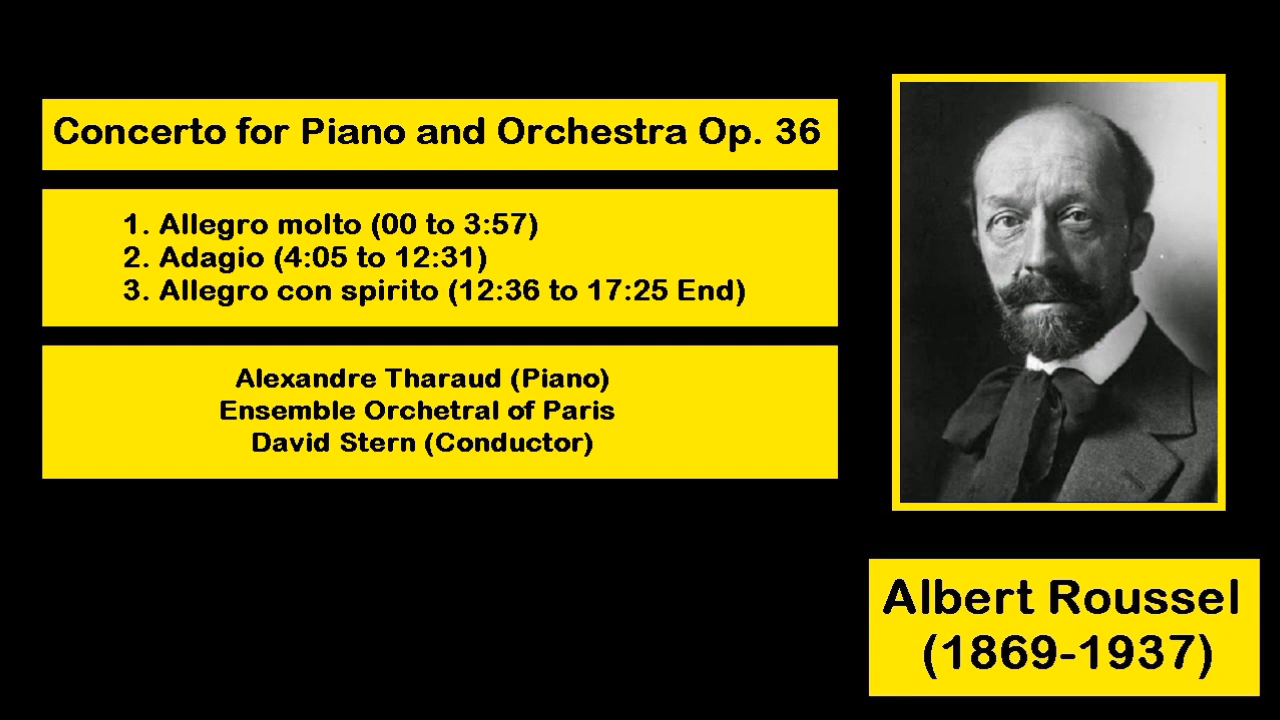 Concerto for Piano and Orchestra Op. 36
1. Allegro molto (00 to 3:57)
2. Adagio (4:05 to 12:31)
3. Allegro con spirito (12:36 to 17:25 End)
Alexandre Tharaud (Piano)
Ensemble Orchetral of Paris
David Stern (Conductor)
Albert Roussel
(1869-1937)